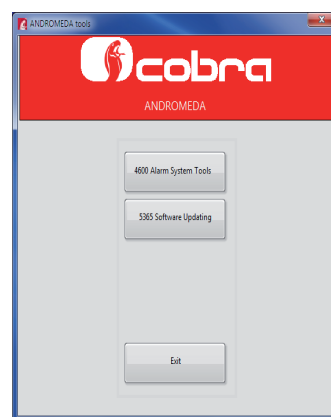 ANDROMEDA tools
cobra
ANDROMEDA
4600 Alarm System Tools
5365 Software Updating
Exit